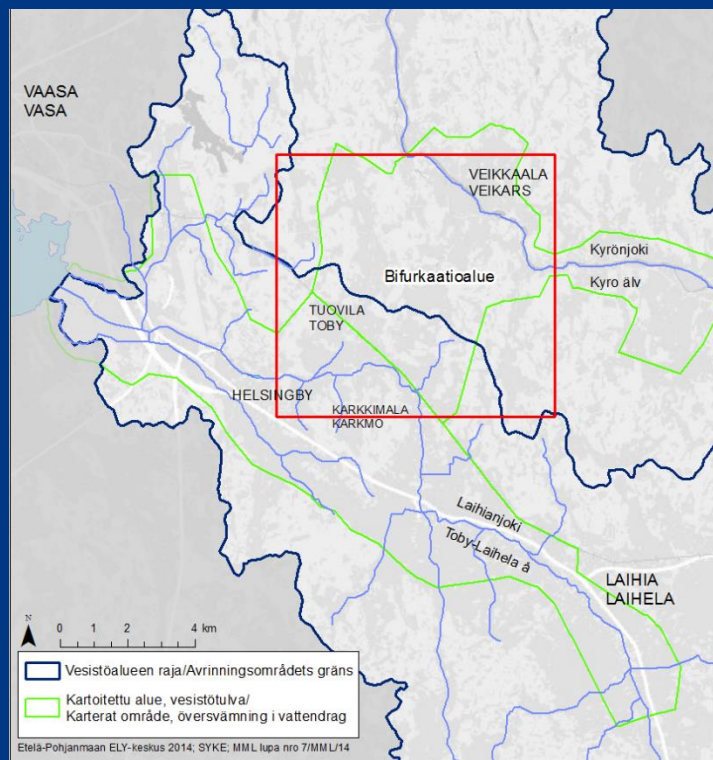 VAASA
VASA
VEIKKAALA
VEIKARS
Kyrönjoki
Kyro älv
Bifurkaatioalue
TUOVILA
TOBY
HELSINGBY
KARKKIMALA
KARKMO
Laihianjoki
Toby-Laihela å
LAIHIA
LAIHELA
N
0 1 2 4 km
Vesistöalueen raja/Avrinningsområdets gräns
Kartoitettu alue, vesistötulva/
Karterat område, översvämning i vattendrag
Etelä-Pohjanmaan ELY-keskus 2014; SYKE; MML lupa nro 7/MML/14